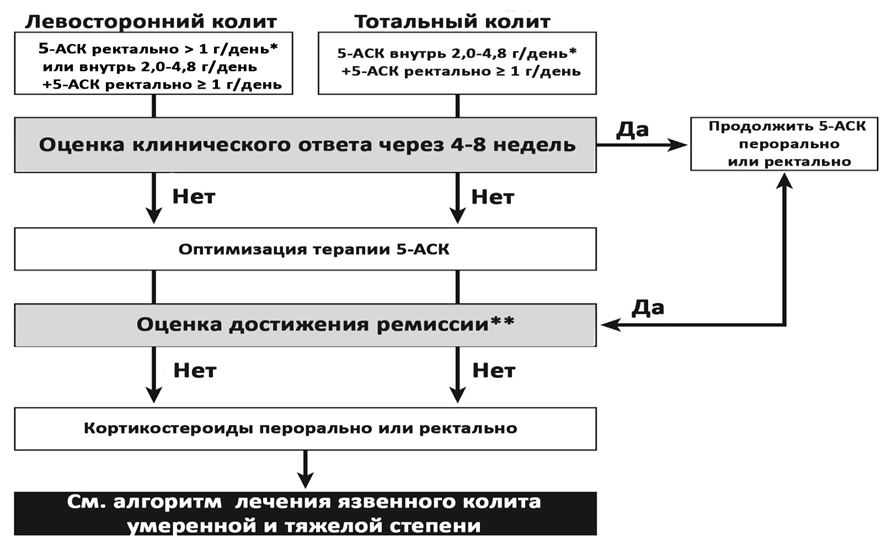 Левосторонний колит
Тотальный колит
5-АСК ректально > 1 г/день*
или внутрь 2,0-4,8 г/день
+5-АСК ректально ≥ 1 г/день
5-АСК внутрь 2,0-4,8 г/день*
+5-АСК ректально ≥ 1 г/день
Оценка клинического ответа через 4-8 недель
Да
Продолжить 5-АСК
перорально
или ректально
Нет
Нет
Оптимизация терапии 5-АСК
Оценка достижения ремиссии**
Да
Нет
Нет
Кортикостероиды перорально или ректально
См. алгоритм лечения язвенного колита
умеренной и тяжелой степени